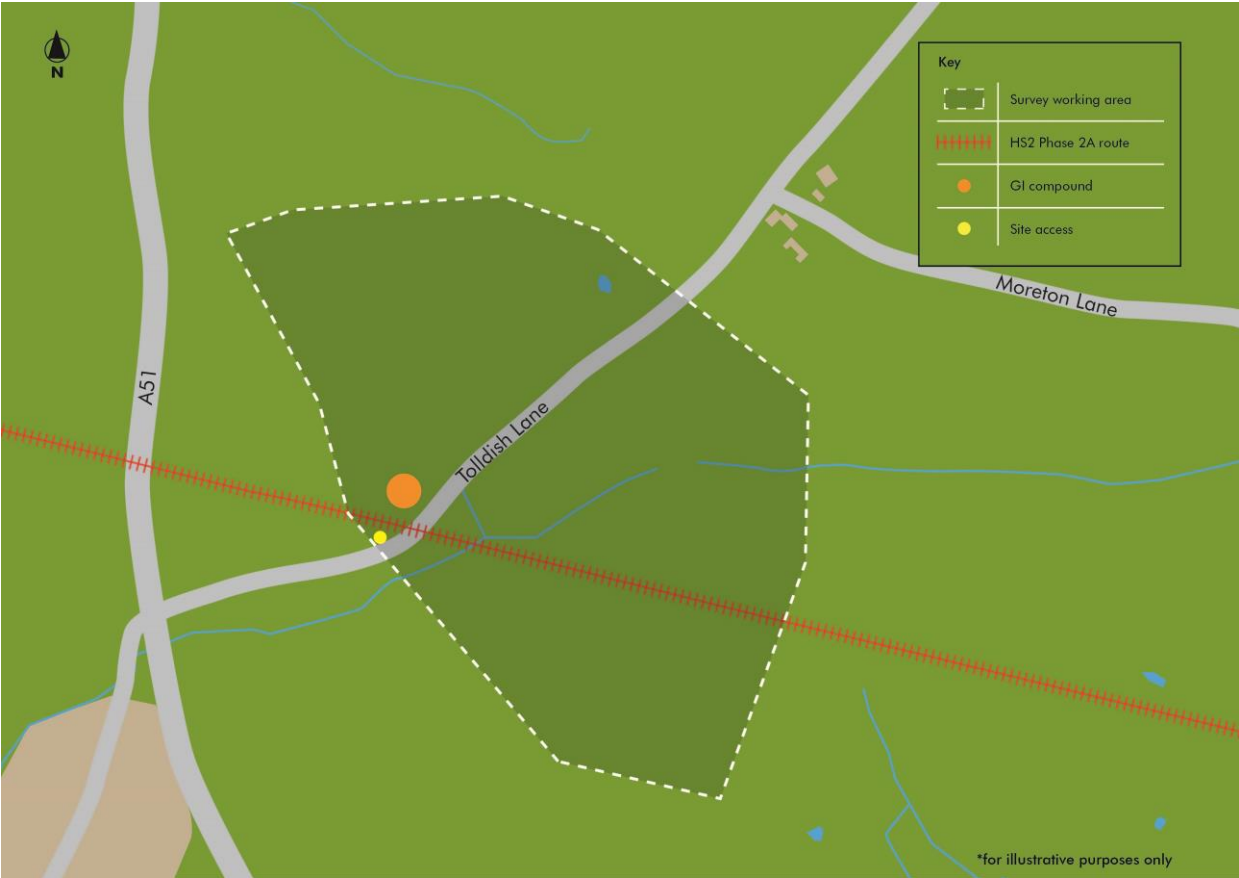 N
Key
Survey working area
HS2 Phase 2A route
GI compound
Site access
Moreton Lane
A51
Tolldish Lane
*for illustrative purposes only